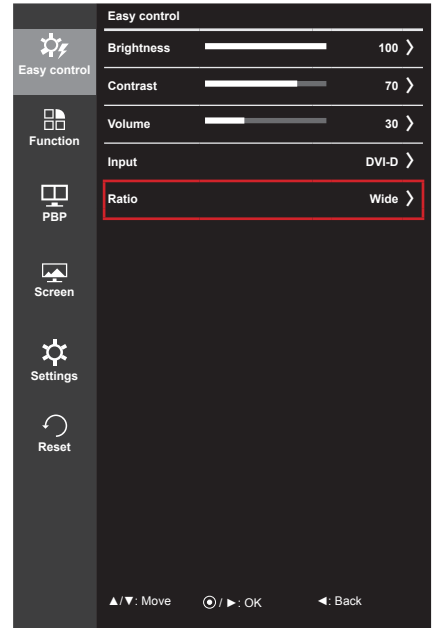 Easy control
Easy control
Brightness 100
Contrast 70
Volume 30
Function
Input DVI-D
Ratio Wide
PBP
Screen
Settings
Reset
▲/▼: Move ⦿/ ►: OK ◄: Back